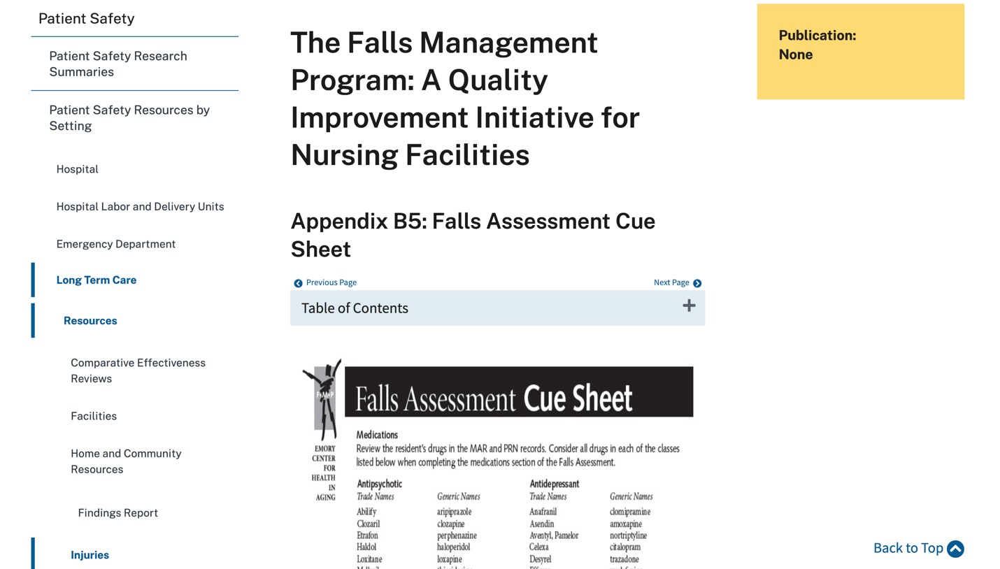 Patient Safety
Patient Safety Research
Summaries
Patient Safety Resources by
Setting
Hospital
Hospital Labor and Delivery Units
Emergency Department
Long Term Care
Resources
Comparative Effectiveness
Reviews
Facilities
Home and Community
Resources
Findings Report
Injuries
The Falls Management
Program: A Quality
Improvement Initiative for
Nursing Facilities
Appendix B5: Falls Assessment Cue
Sheet
Previous Page
Next Page
Table of Contents
F•M•P
EMORY
CENTER
FOR
HEALTH
IN
AGING
Falls Assessment Cue Sheet
Medications
Review the resident's drugs in the MAR and PRN records. Consider all drugs in each of the classes
listed below when completing the medications section of the Falls Assessment.
Antipsychotic Antidepressant
Trade Names Generic Names Trade Names Generic Names
Abilify aripiprazole Anafranil clomipramine
Clozaril clozapine Asendin amoxapine
Etrafon perphenazine Aventyl, Pamelor nortriptyline
Haldol haloperidol Celexa citalopram
Loxitane loxapine Desyrel trazadone
Publication:
None
Back to Top